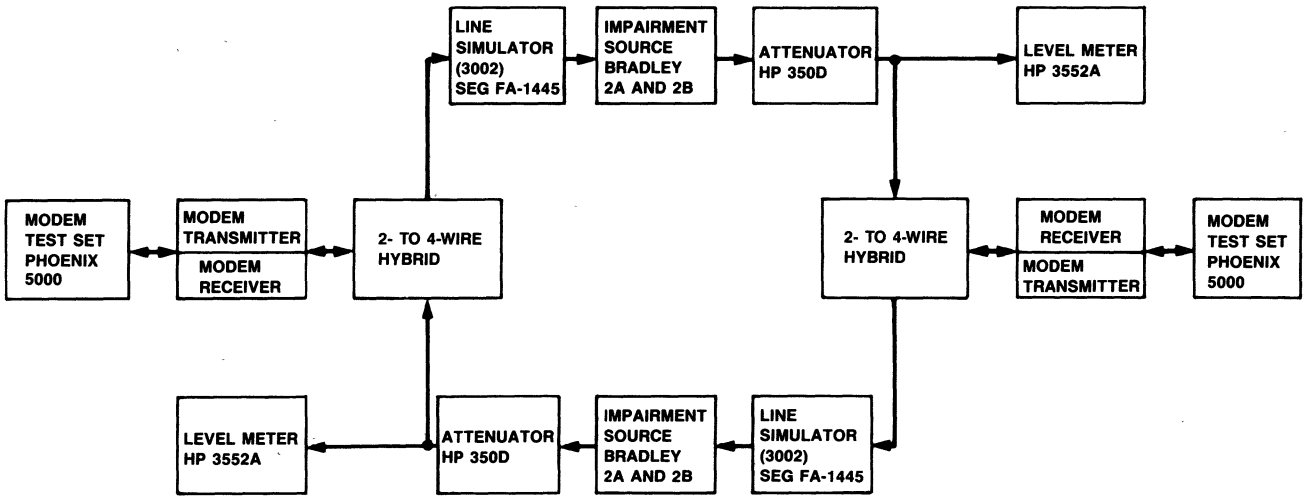 LINE
SIMULATOR
(3002)
SEG FA-1445
IMPAIRMENT
SOURCE
BRADLEY
2A AND 2B
ATTENUATOR
HP 350D
LEVEL METER
HP 3552A
MODEM
TEST SET
PHOENIX
5000
MODEM
TRANSMITTER
MODEM
RECEIVER
2- TO 4-WIRE
HYBRID
2- TO 4-WIRE
HYBRID
MODEM
RECEIVER
MODEM
TRANSMITTER
MODEM
TEST SET
PHOENIX
5000
LEVEL METER
HP 3552A
ATTENUATOR
HP 350D
IMPAIRMENT
SOURCE
BRADLEY
2A AND 2B
LINE
SIMULATOR
(3002)
SEG FA-1445